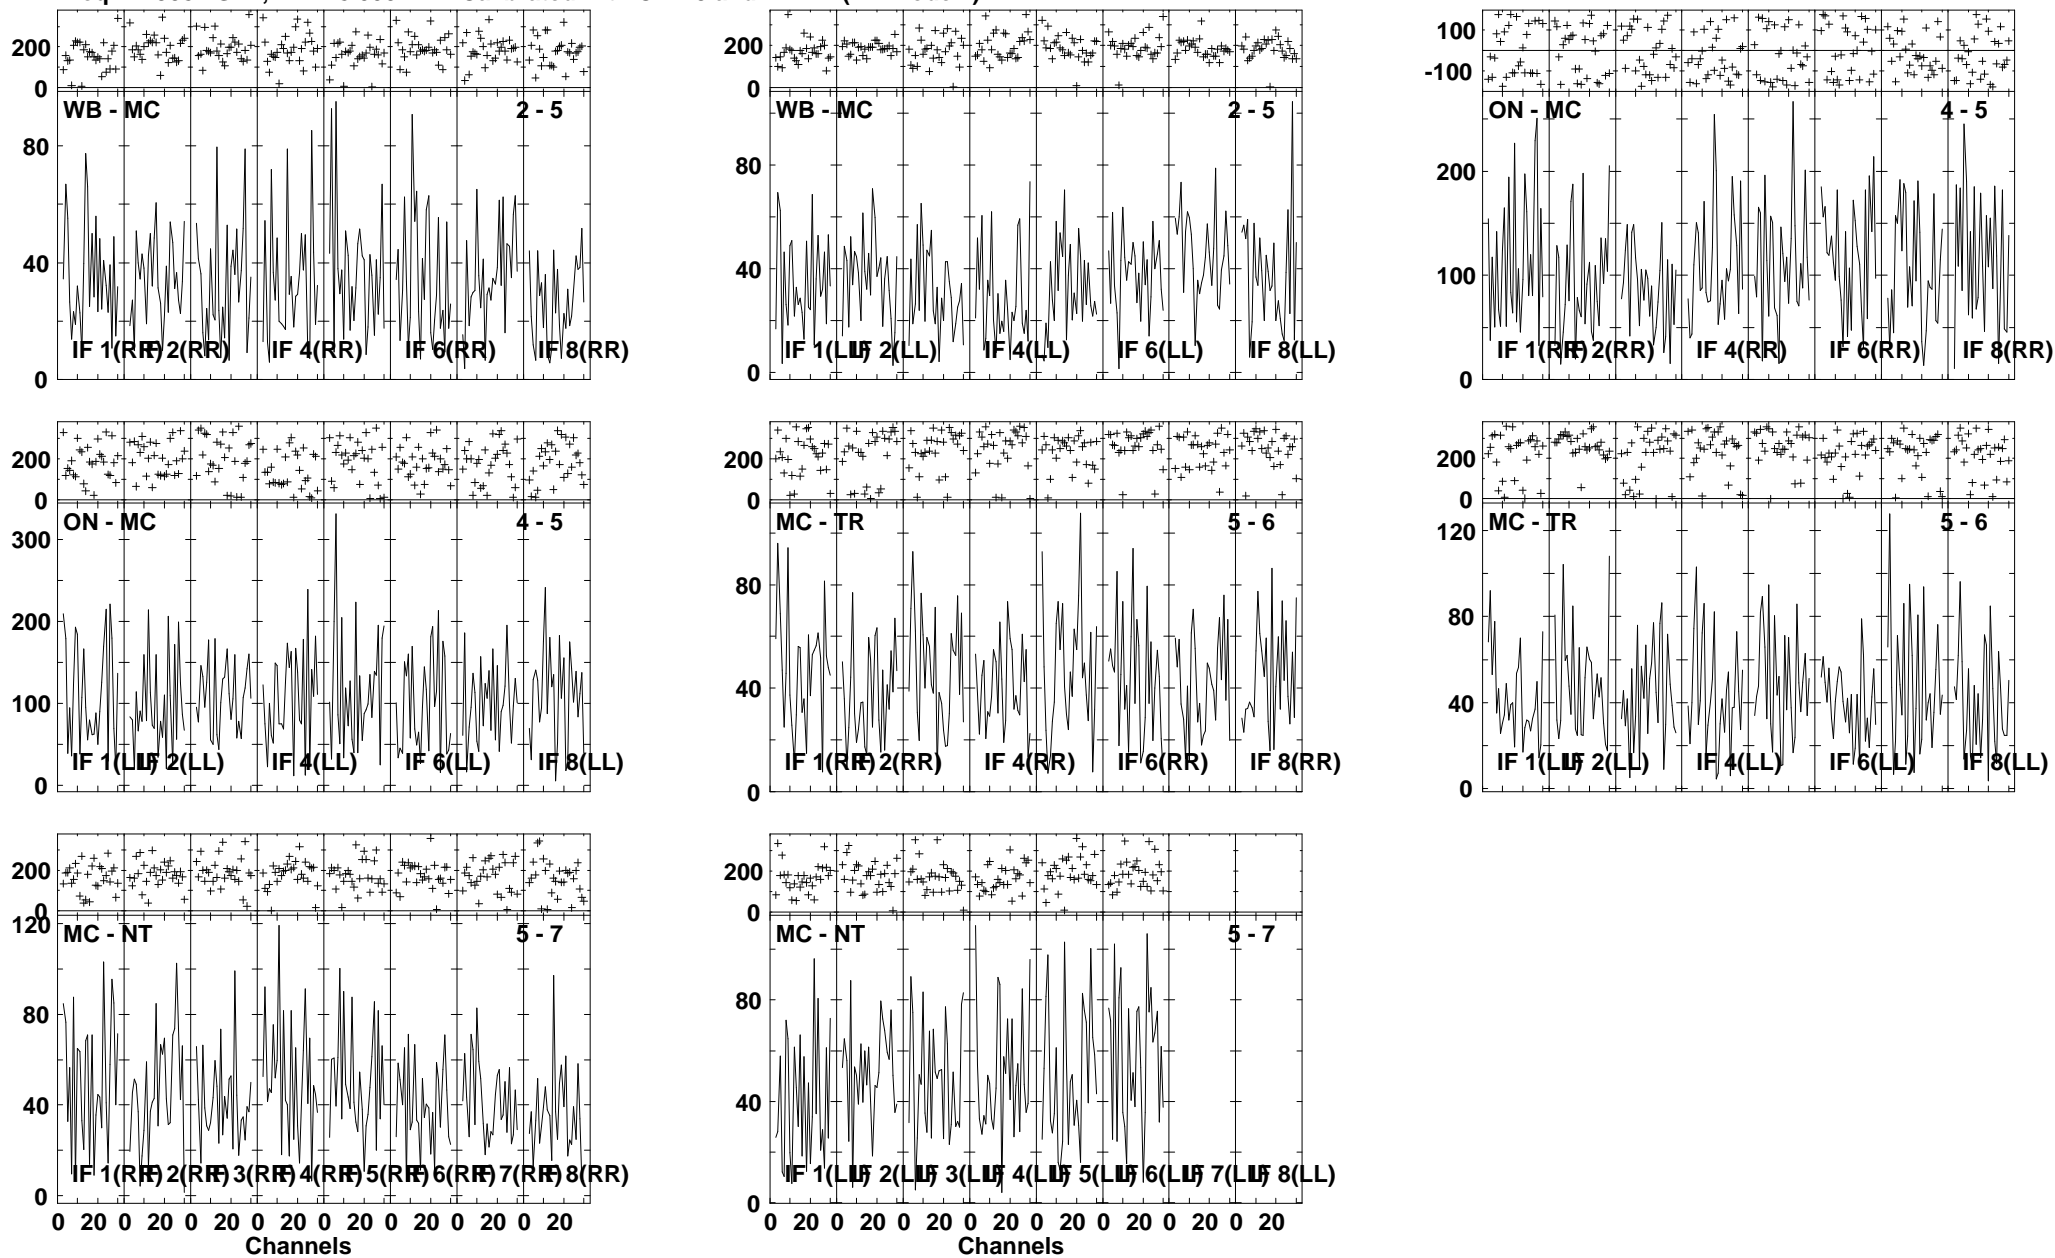 200
0
WB - MC 2 - 5
80
40
0
IF 1(RR) IF 2(RR) IF 4(RR) IF 6(RR) IF 8(RR)
200
0
WB - MC 2 - 5
80
40
0
IF 1(LL) IF 2(LL) IF 4(LL) IF 6(LL) IF 8(LL)
100
-100
ON - MC 4 - 5
200
100
0
IF 1(RR) IF 2(RR) IF 4(RR) IF 6(RR) IF 8(RR)
200
0
ON - MC 4 - 5
300
200
100
0
IF 1(LL) IF 2(LL) IF 4(LL) IF 6(LL) IF 8(LL)
200
0
MC - TR 5 - 6
80
40
0
IF 1(RR) IF 2(RR) IF 4(RR) IF 6(RR) IF 8(RR)
200
0
MC - TR 5 - 6
120
80
40
0
IF 1(LL) IF 2(LL) IF 4(LL) IF 6(LL) IF 8(LL)
200
0
MC - NT 5 - 7
120
80
40
0
IF 1(RR) IF 2(RR) IF 3(RR) IF 4(RR) IF 5(RR) IF 6(RR) IF 7(RR) IF 8(RR)
0 20 0 20 0 20 0 20 0 20 0 20 0 20 0 20
Channels
200
0
MC - NT 5 - 7
80
40
0
IF 1(LL) IF 2(LL) IF 3(LL) IF 4(LL) IF 5(LL) IF 6(LL) IF 7(LL) IF 8(LL)
0 20 0 20 0 20 0 20 0 20 0 20 0 20 0 20
Channels